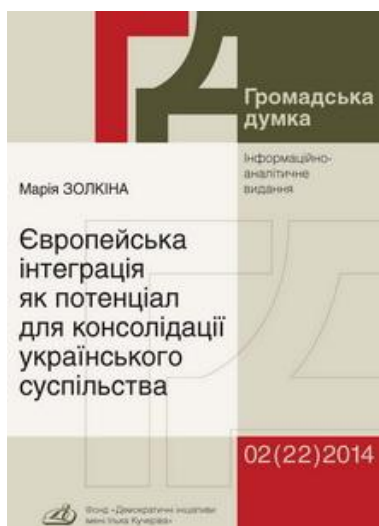 Громадська
думка
Інформаційно-
аналітичне
видання
Марія ЗОЛКІНА
Європейська
інтеграція
як потенціал
для консолідації
українського
суспільства
02(22)2014
Фонд «Демократичні ініціативи
імені Ілька Кучеріва»